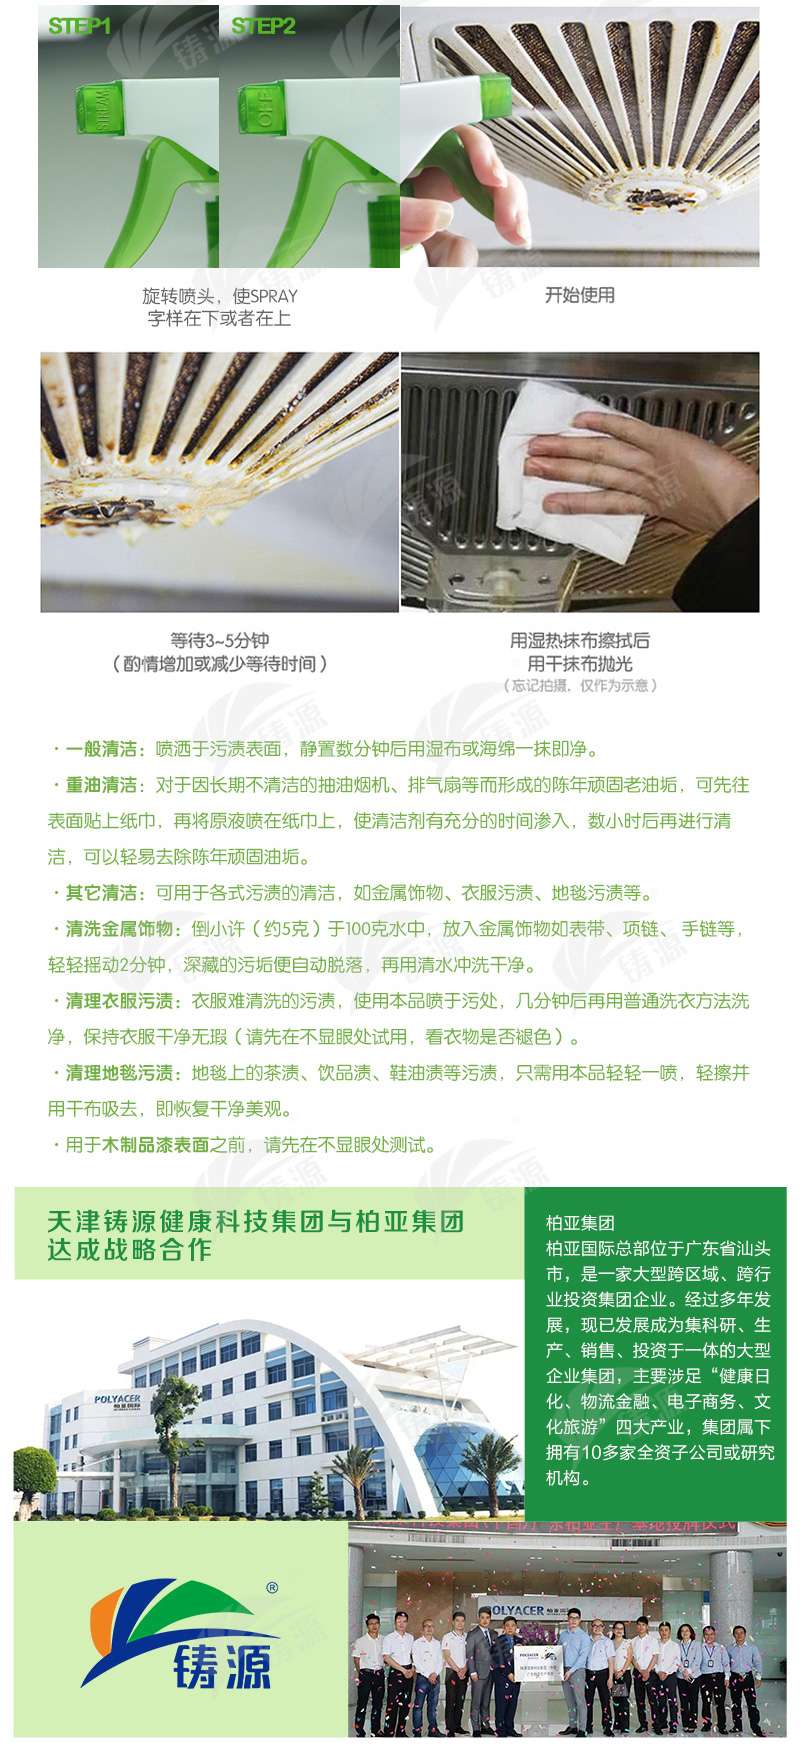 STEP1
STEP2
STREAM
OFF
旋转喷头，使SPRAY
字样在下或者在上
开始使用
等待3~5分钟
（酌情增加或减少等待时间）
用湿热抹布擦拭后
用干抹布抛光
（忘记拍摄，仅作为示意）
·一般清洁：喷洒于污渍表面，静置数分钟后用湿布或海绵一抹即净。
·重油清洁：对于因长期不清洁的抽油烟机、排气扇等而形成的陈年顽固老油垢，可先往
表面贴上纸巾，再将原液喷在纸巾上，使清洁剂有充分的时间渗入，数小时后再进行清
洁，可以轻易去除陈年顽固油垢。
·其它清洁：可用于各式污渍的清洁，如金属饰物、衣服污渍、地毯污渍等。
·清洗金属饰物：倒小许（约5克）于100克水中，放入金属饰物如表带、项链、手链等，
轻轻摇动2分钟，深藏的污垢便自动脱落，再用清水冲洗干净。
·清理衣服污渍：衣服难清洗的污渍，使用本品喷于污处，几分钟后再用普通洗衣方法洗
净，保持衣服干净无瑕（请先在不显眼处试用，看衣物是否褪色）。
·清理地毯污渍：地毯上的茶渍、饮品渍、鞋油渍等污渍，只需用本品轻轻一喷，轻擦并
用干布吸去，即恢复干净美观。
·用于木制品漆表面之前，请先在不显眼处测试。
天津铸源健康科技集团与柏亚集团
达成战略合作
柏亚集团
柏亚国际总部位于广东省汕头
市，是一家大型跨区域、跨行
业投资集团企业。经过多年发
展，现已发展成为集科研、生
产、销售、投资于一体的大型
企业集团，主要涉足“健康日
化、物流金融、电子商务、文
化旅游”四大产业，集团属下
拥有10多家全资子公司或研究
机构。
POLYACER
柏亚国际
®
铸源
POLYACER 柏亚国际
POLYACER